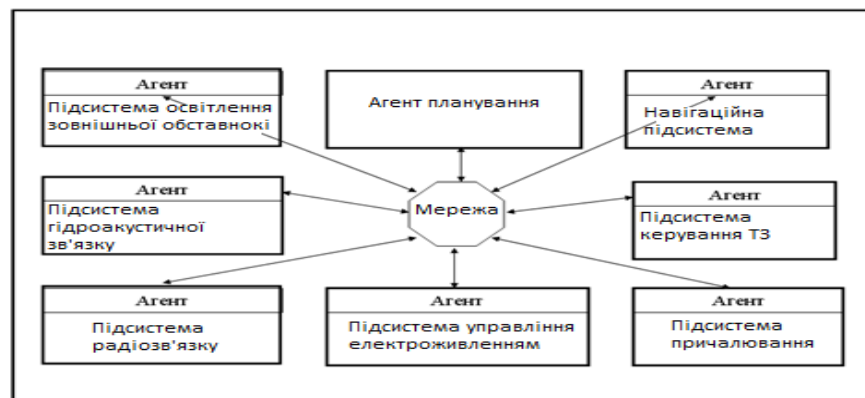 Агент
Підсистема освітлення
зовнішньої обставнокі
Агент планування
Агент
Навігаційна
підсистема
Агент
Підсистема
гідроакустичної
зв'язку
Мережа
Агент
Підсистема
керування ТЗ
Агент
Підсистема
радіозв'язку
Агент
Підсистема управління
електроживленням
Агент
Підсистема
причалювання